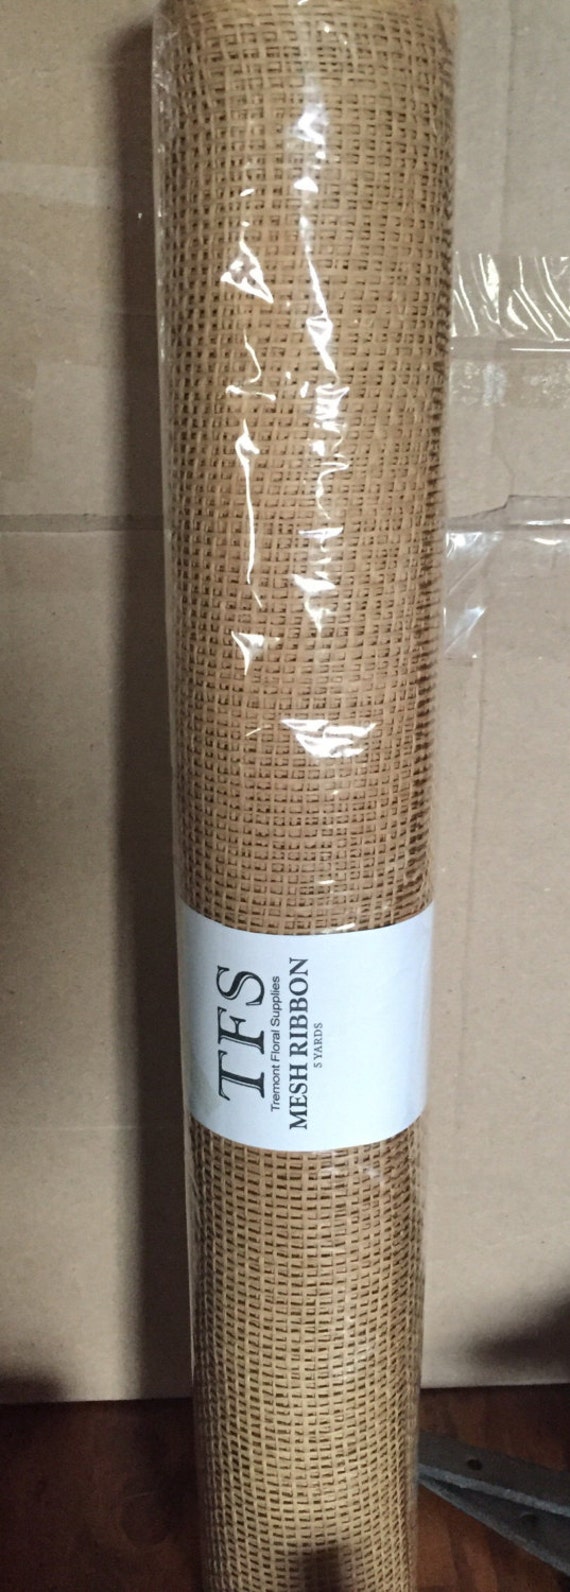 TFS
Tremont Floral Supplies
MESH RIBBON
5 YARDS